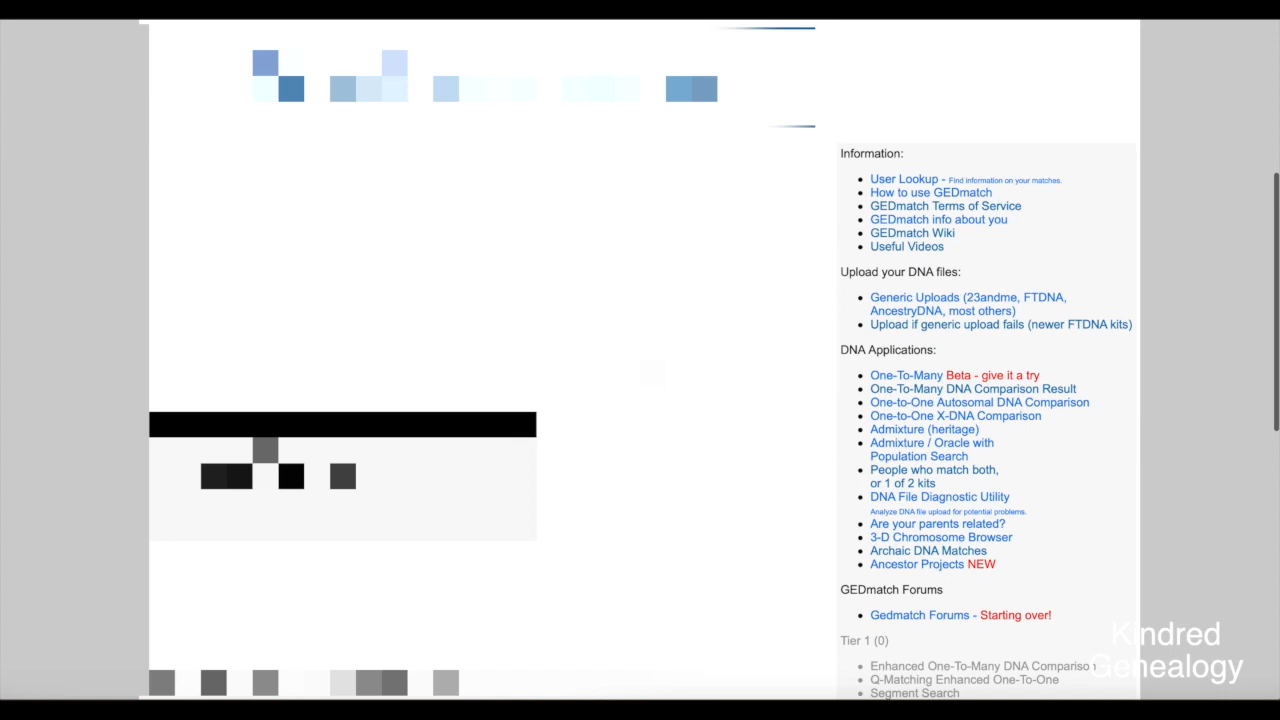 Information:
User Lookup - Find information on your matches.
How to use GEDmatch
GEDmatch Terms of Service
GEDmatch info about you
GEDmatch Wiki
Useful Videos
Upload your DNA files:
Generic Uploads (23andme, FTDNA,
AncestryDNA, most others)
Upload if generic upload fails (newer FTDNA kits)
DNA Applications:
One-To-Many Beta - give it a try
One-To-Many DNA Comparison Result
One-to-One Autosomal DNA Comparison
One-to-One X-DNA Comparison
Admixture (heritage)
Admixture / Oracle with
Population Search
People who match both,
or 1 of 2 kits
DNA File Diagnostic Utility
Analyze DNA file upload for potential problems.
Are your parents related?
3-D Chromosome Browser
Archaic DNA Matches
Ancestor Projects NEW
GEDmatch Forums
Gedmatch Forums - Starting over!
Tier 1 (0)
Enhanced One-To-Many DNA Comparison
Q-Matching Enhanced One-To-One
Segment Search
Kindred
Genealogy